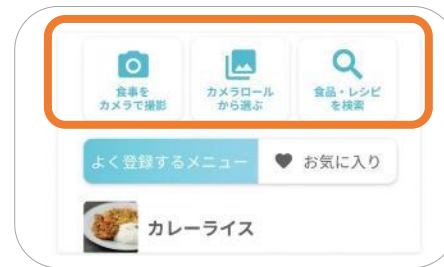 食事を
カメラで撮影
カメラロール
から選ぶ
食品・レシピ
を検索
よく登録するメニュー
お気に入り
カレーライス